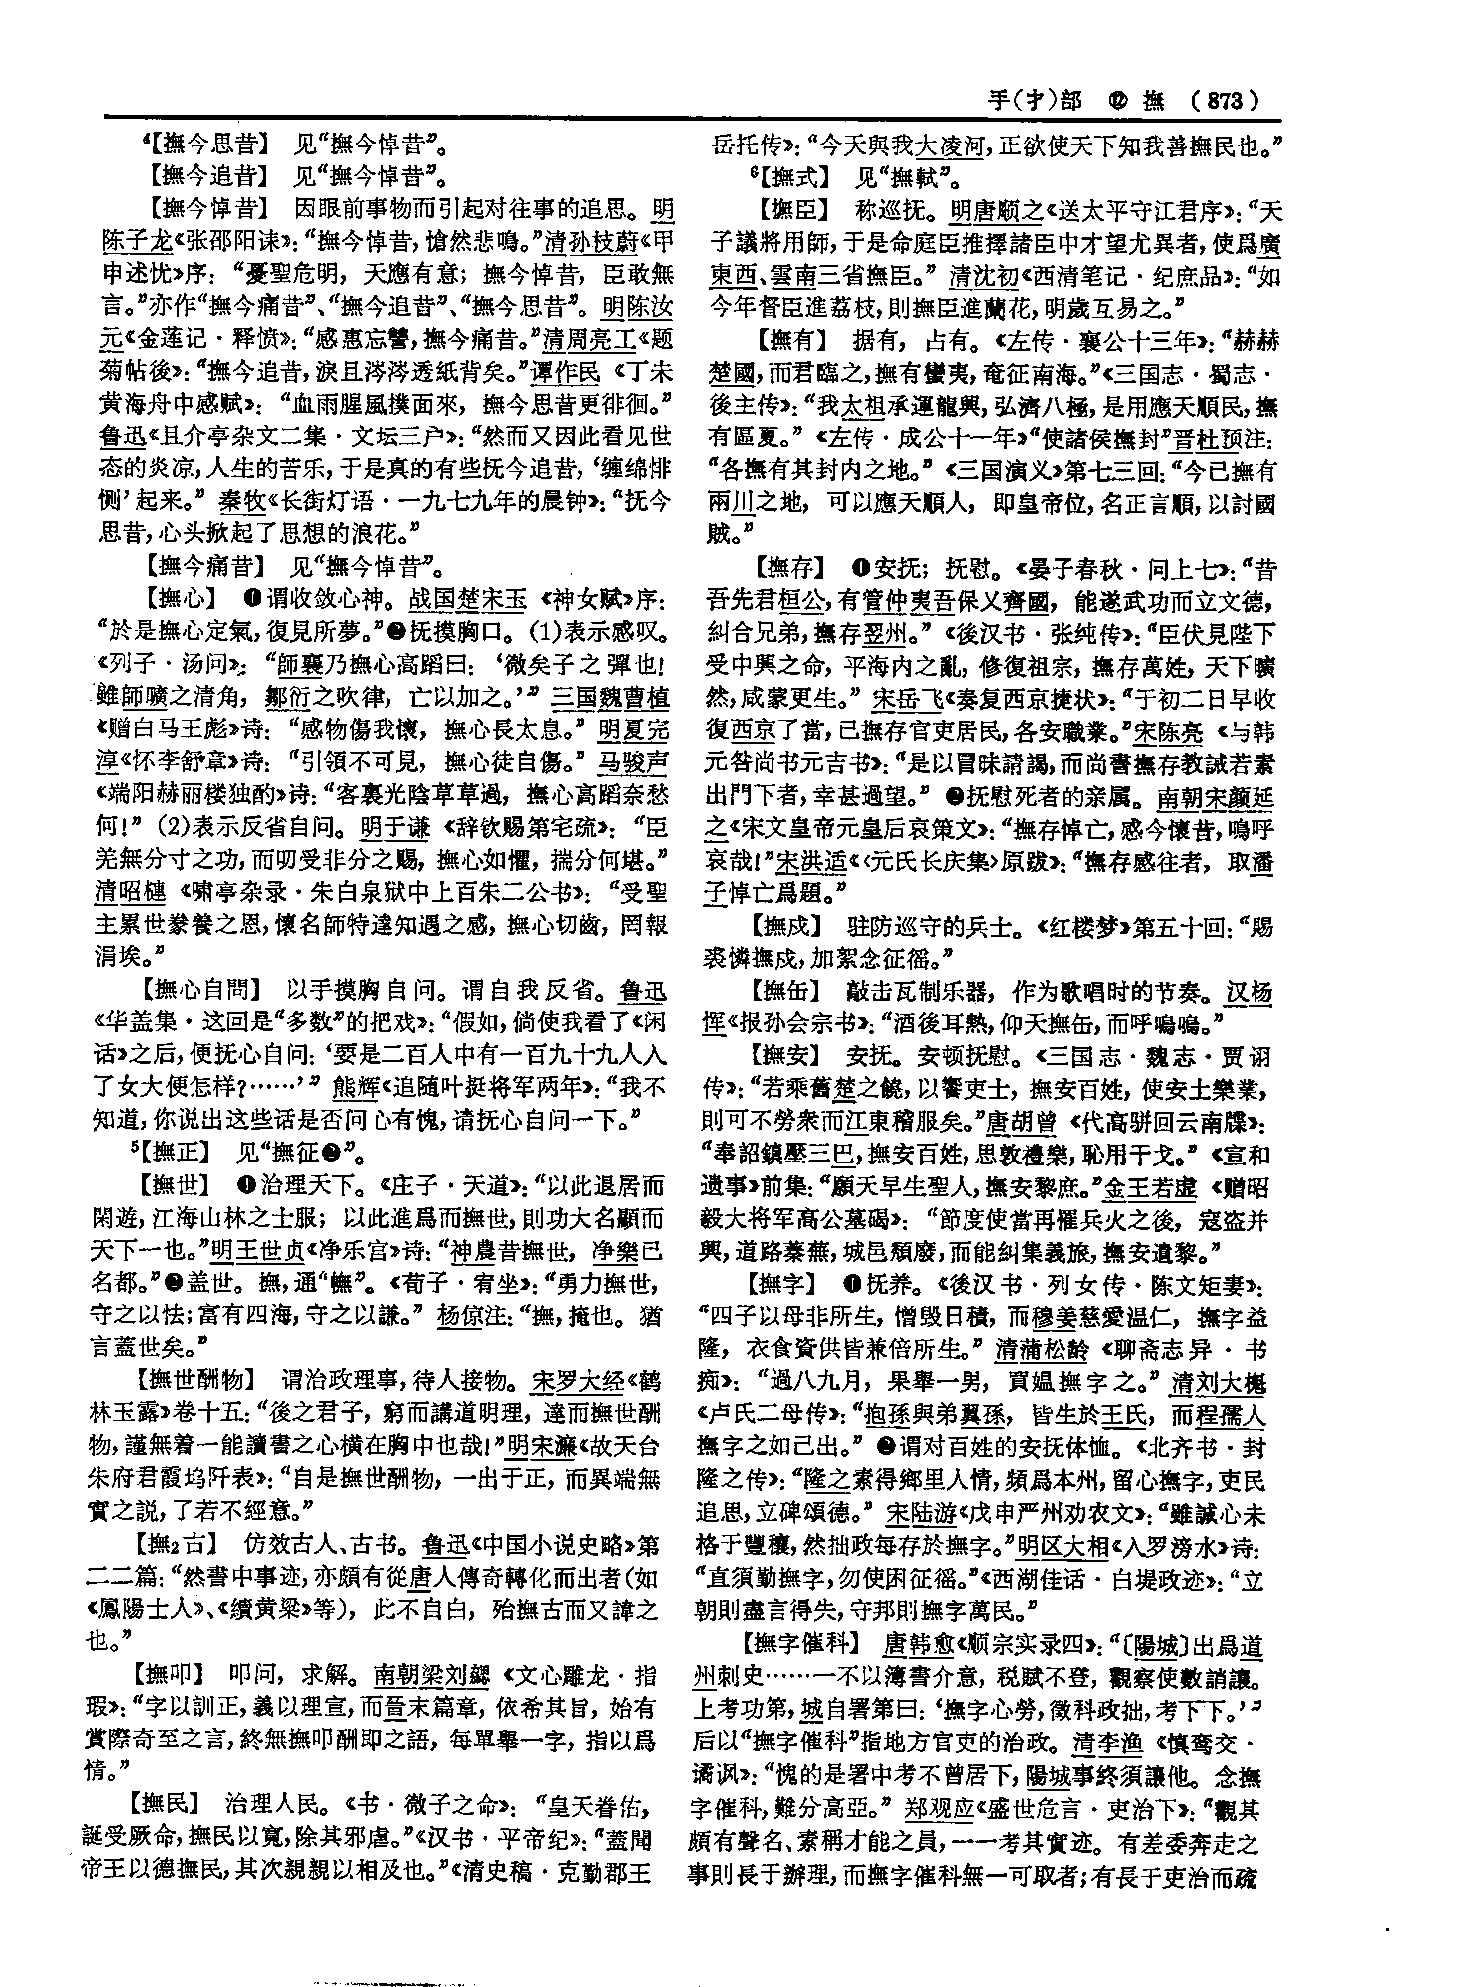 手(扌)部 ⑫ 撫 (873)
⁴【撫今思昔】 见“撫今悼昔”。
【撫今追昔】 见“撫今悼昔”。
【撫今悼昔】 因眼前事物而引起对往事的追思。明
陈子龙《张邵阳诔》：“撫今悼昔，愴然悲鳴。”清孙枝蔚《甲
申述忧》序：“憂聖危明，天應有意；撫今悼昔，臣敢無
言。”亦作“撫今痛昔”、“撫今追昔”、“撫今思昔”。明陈汝
元《金莲记·释愤》：“感惠忘讐，撫今痛昔。”清周亮工《题
菊帖後》：“撫今追昔，淚且涔涔透紙背矣。”谭作民《丁未
黄海舟中感赋》：“血雨腥風撲面來，撫今思昔更徘徊。”
鲁迅《且介亭杂文二集·文坛三户》：“然而又因此看见世
态的炎凉，人生的苦乐，于是真的有些抚今追昔，‘缠绵悱
恻’起来。”秦牧《长街灯语·一九七九年的晨钟》：“抚今
思昔，心头掀起了思想的浪花。”
【撫今痛昔】 见“撫今悼昔”。
【撫心】 ❶谓收敛心神。战国楚宋玉《神女赋》序：
“於是撫心定氣，復見所夢。”❷抚摸胸口。(1)表示感叹。
《列子·汤问》：“師襄乃撫心高蹈曰：‘微矣子之彈也！
雖師曠之清角，鄒衍之吹律，亡以加之。’”三国魏曹植
《赠白马王彪》诗：“感物傷我懷，撫心長太息。”明夏完
淳《怀李舒章》诗：“引領不可見，撫心徒自傷。”马骏声
《端阳赫丽楼独酌》诗：“客裏光陰草草過，撫心高蹈奈愁
何！”(2)表示反省自问。明于谦《辞钦赐第宅疏》：“臣
羌無分寸之功，而叨受非分之賜，撫心如懼，揣分何堪。”
清昭槤《啸亭杂录·朱白泉狱中上百朱二公书》：“受聖
主累世豢養之恩，懷名師特達知遇之感，撫心切齒，罔報
涓埃。”
【撫心自問】 以手摸胸自问。谓自我反省。鲁迅
《华盖集·这回是“多数”的把戏》：“假如，倘使我看了《闲
话》之后，便抚心自问：‘要是二百人中有一百九十九人入
了女大便怎样？……’”熊辉《追随叶挺将军两年》：“我不
知道，你说出这些话是否问心有愧，请抚心自问一下。”
⁵【撫正】 见“撫征❷”。
【撫世】 ❶治理天下。《庄子·天道》：“以此退居而
閑遊，江海山林之士服；以此進爲而撫世，則功大名顯而
天下一也。”明王世贞《净乐宫》诗：“神農昔撫世，净樂已
名都。”❷盖世。撫，通“幠”。《荀子·宥坐》：“勇力撫世，
守之以怯；富有四海，守之以謙。”杨倞注：“撫，掩也。猶
言蓋世矣。”
【撫世酬物】 谓治政理事，待人接物。宋罗大经《鹤
林玉露》卷十五：“後之君子，窮而講道明理，達而撫世酬
物，謹無着一能讀書之心横在胸中也哉！”明宋濂《故天台
朱府君霞坞阡表》：“自是撫世酬物，一出于正，而異端無
實之説，了若不經意。”
【撫₂古】 仿效古人、古书。鲁迅《中国小说史略》第
二二篇：“然書中事迹，亦頗有從唐人傳奇轉化而出者（如
《鳳陽士人》、《續黄粱》等），此不自白，殆撫古而又諱之
也。”
【撫叩】 叩问，求解。南朝梁刘勰《文心雕龙·指
瑕》：“字以訓正，義以理宣，而晉末篇章，依希其旨，始有
賞際奇至之言，終無撫叩酬即之語，每單舉一字，指以爲
情。”
【撫民】 治理人民。《书·微子之命》：“皇天眷佑，
誕受厥命，撫民以寬，除其邪虐。”《汉书·平帝纪》：“蓋聞
帝王以德撫民，其次親親以相及也。”《清史稿·克勤郡王
岳托传》：“今天與我大凌河，正欲使天下知我善撫民也。”
⁶【撫式】 见“撫軾”。
【撫臣】 称巡抚。明唐顺之《送太平守江君序》：“天
子議將用師，于是命庭臣推擇諸臣中才望尤異者，使爲廣
東西、雲南三省撫臣。”清沈初《西清笔记·纪庶品》：“如
今年督臣進荔枝，則撫臣進蘭花，明歲互易之。”
【撫有】 据有，占有。《左传·襄公十三年》：“赫赫
楚國，而君臨之，撫有蠻夷，奄征南海。”《三国志·蜀志·
後主传》：“我太祖承運龍興，弘濟八極，是用應天順民，撫
有區夏。”《左传·成公十一年》“使諸侯撫封”晋杜预注：
“各撫有其封内之地。”《三国演义》第七三回：“今已撫有
兩川之地，可以應天順人，即皇帝位，名正言順，以討國
賊。”
【撫存】 ❶安抚；抚慰。《晏子春秋·问上七》：“昔
吾先君桓公，有管仲夷吾保乂齊國，能遂武功而立文德，
糾合兄弟，撫存翌州。”《後汉书·张纯传》：“臣伏見陛下
受中興之命，平海内之亂，修復祖宗，撫存萬姓，天下曠
然，咸蒙更生。”宋岳飞《奏复西京捷状》：“于初二日早收
復西京了當，已撫存官吏居民，各安職業。”宋陈亮《与韩
元咎尚书元吉书》：“是以冒昧請謁，而尚書撫存教誡若素
出門下者，幸甚過望。”❷抚慰死者的亲属。南朝宋颜延
之《宋文皇帝元皇后哀策文》：“撫存悼亡，感今懷昔，嗚呼
哀哉！”宋洪适《〈元氏长庆集〉原跋》：“撫存感往者，取潘
子悼亡爲題。”
【撫戍】 驻防巡守的兵士。《红楼梦》第五十回：“賜
裘憐撫戍，加絮念征徭。”
【撫缶】 敲击瓦制乐器，作为歌唱时的节奏。汉杨
恽《报孙会宗书》：“酒後耳熱，仰天撫缶，而呼嗚嗚。”
【撫安】 安抚。安顿抚慰。《三国志·魏志·贾诩
传》：“若乘舊楚之饒，以饗吏士，撫安百姓，使安土樂業，
則可不勞衆而江東稽服矣。”唐胡曾《代高骈回云南牒》：
“奉詔鎮壓三巴，撫安百姓，思敦禮樂，恥用干戈。”《宣和
遗事》前集：“願天早生聖人，撫安黎庶。”金王若虚《赠昭
毅大将军高公墓碣》：“節度使當再罹兵火之後，寇盗并
興，道路蓁蕪，城邑頽廢，而能糾集義旅，撫安遺黎。”
【撫字】 ❶抚养。《後汉书·列女传·陈文矩妻》：
“四子以母非所生，憎毁日積，而穆姜慈愛温仁，撫字益
隆，衣食資供皆兼倍所生。”清蒲松龄《聊斋志异·书
痴》：“過八九月，果舉一男，買媪撫字之。”清刘大櫆
《卢氏二母传》：“抱孫與弟翼孫，皆生於王氏，而程孺人
撫字之如己出。”❷谓对百姓的安抚体恤。《北齐书·封
隆之传》：“隆之素得鄉里人情，頻爲本州，留心撫字，吏民
追思，立碑頌德。”宋陆游《戊申严州劝农文》：“雖誠心未
格于豐穰，然拙政每存於撫字。”明区大相《入罗滂水》诗：
“直須勤撫字，勿使困征徭。”《西湖佳话·白堤政迹》：“立
朝則盡言得失，守邦則撫字萬民。”
【撫字催科】 唐韩愈《顺宗实录四》：“〔陽城〕出爲道
州刺史……一不以簿書介意，税賦不登，觀察使數誚讓。
上考功第，城自署第曰：‘撫字心勞，徵科政拙，考下下。’”
后以“撫字催科”指地方官吏的治政。清李渔《慎鸾交·
谲讽》：“愧的是署中考不曾居下，陽城事終須讓他。念撫
字催科，難分高亞。”郑观应《盛世危言·吏治下》：“觀其
頗有聲名、素稱才能之員，一一考其實迹。有差委奔走之
事則長于辦理，而撫字催科無一可取者；有長于吏治而疏